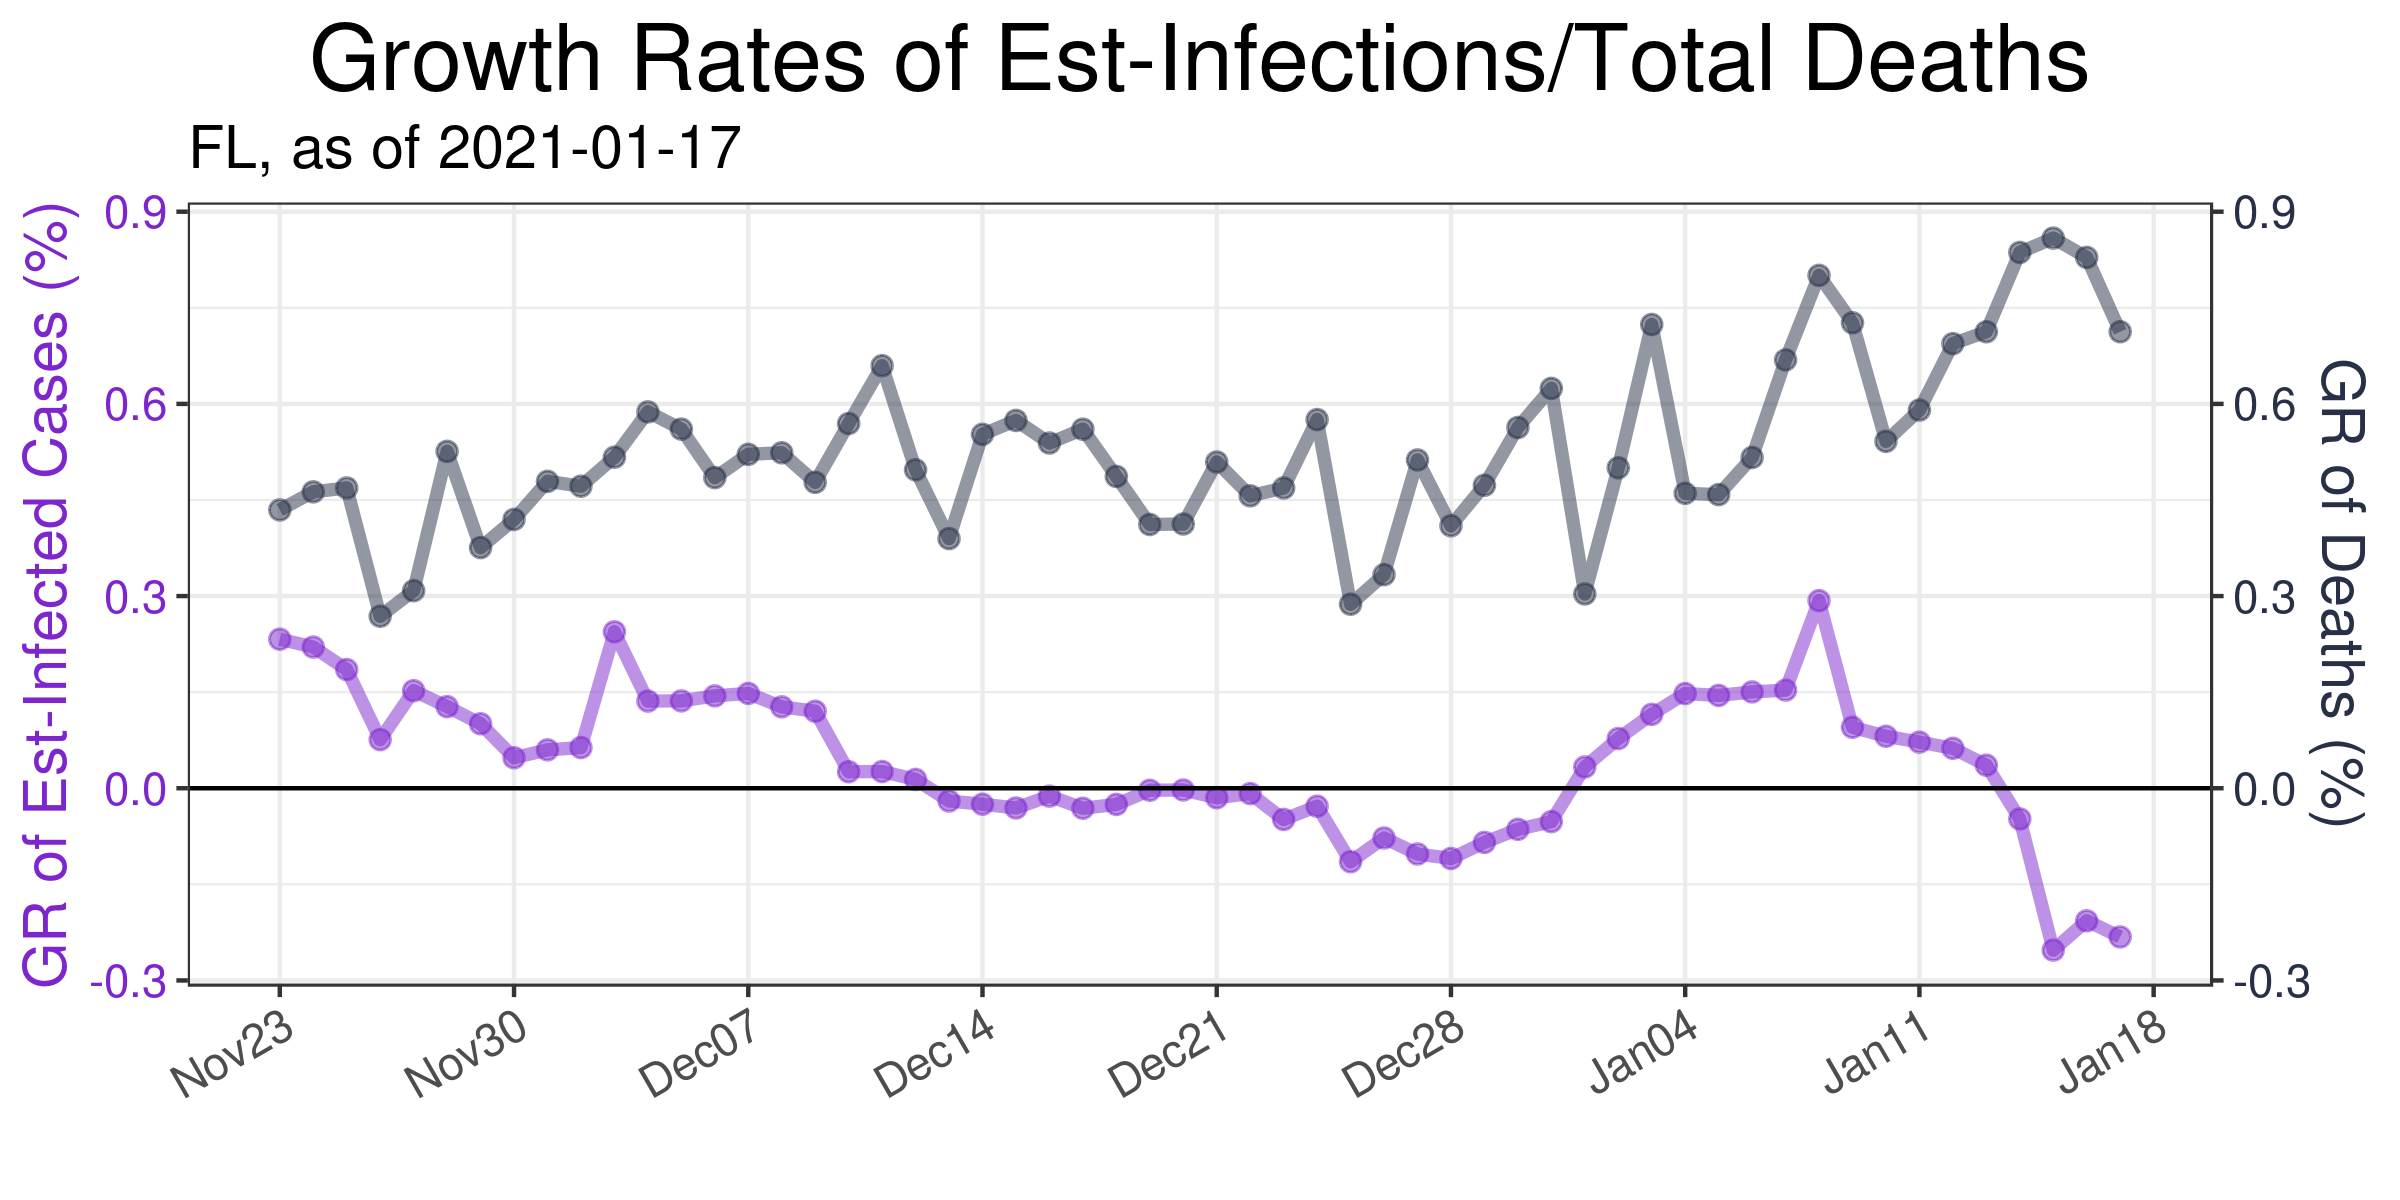 Growth Rates of Est-Infections/Total Deaths
FL, as of 2021-01-17
GR of Est-Infected Cases (%)
0.9
0.6
0.3
0.0
-0.3
0.9
0.6
0.3
0.0
-0.3
GR of Deaths (%)
Nov23 Nov30 Dec07 Dec14 Dec21 Dec28 Jan04 Jan11 Jan18